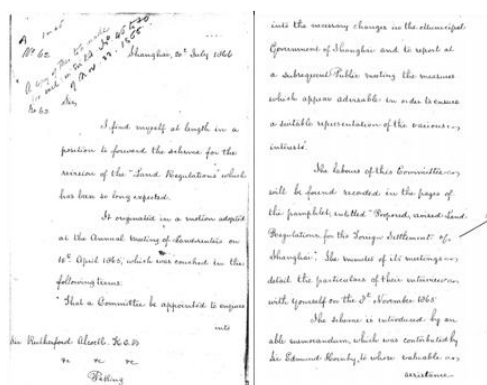 No 62
Shanghai, 20th July 1866
Sir,
I find myself at length in a
position to forward the scheme for the
revision of the "Land Regulations" which
has been so long expected.
It originated in a motion adopted
at the Annual Meeting of Landrenters on
10th April 1865, which was couched in the
following terms:
"That a Committee be appointed to enquire
into
Sir Rutherford Alcock. K.C.B
&c &c &c
Peking
into the necessary changes in the Municipal
Government of Shanghai and to report at
a subsequent Public meeting the measures
which appear advisable in order to ensure
a suitable representation of the various
interests".
The labours of this Committee
will be found recorded in the pages of
the pamphlet, entitled "Proposed, revised Land
Regulations, for the Foreign Settlement of
Shanghai". The minutes of its meetings
detail the particulars of their interviews
with yourself on the 3d November 1865
The scheme is introduced by an
able memorandum, which was contributed by
Sir Edmund Hornby, to whose valuable
assistance